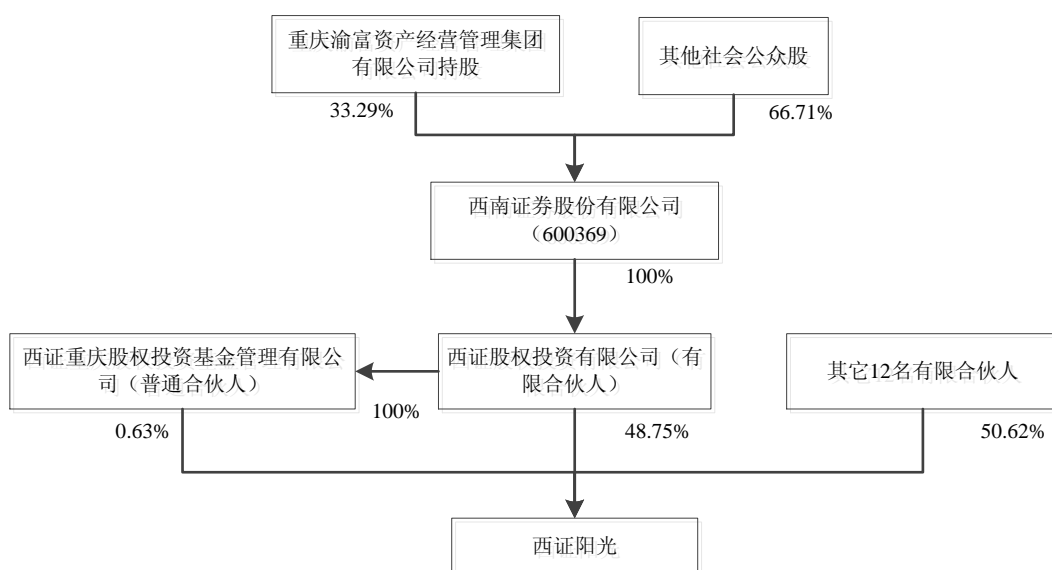 重庆渝富资产经营管理集团
有限公司持股
其他社会公众股
33.29%
66.71%
西南证券股份有限公司
（600369）
100%
西证重庆股权投资基金管理有限公
司（普通合伙人）
西证股权投资有限公司（有
限合伙人）
其它12名有限合伙人
100%
0.63%
48.75%
50.62%
西证阳光